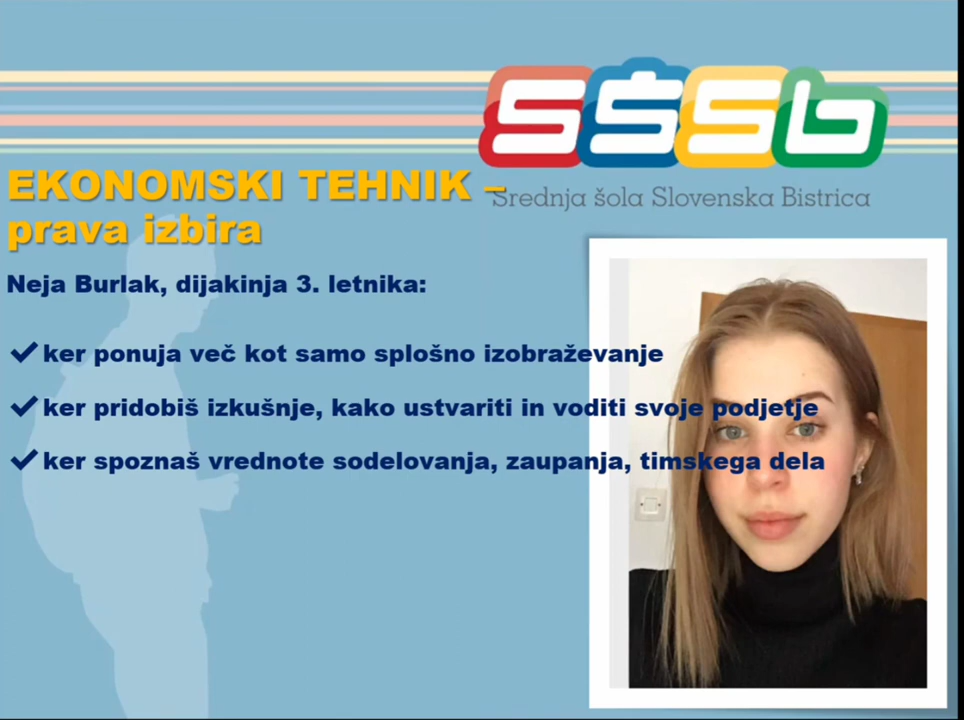 SŠSb
Srednja šola Slovenska Bistrica
EKONOMSKI TEHNIK –
prava izbira
Neja Burlak, dijakinja 3. letnika:
✔ ker ponuja več kot samo splošno izobraževanje
✔ ker pridobiš izkušnje, kako ustvariti in voditi svoje podjetje
✔ ker spoznaš vrednote sodelovanja, zaupanja, timskega dela